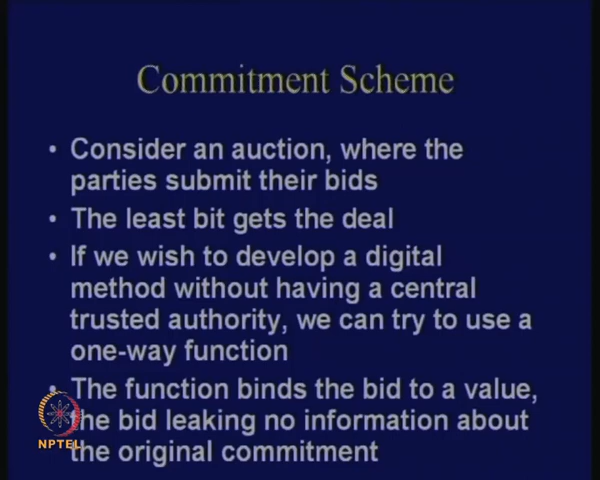 Commitment Scheme
• Consider an auction, where the
parties submit their bids
• The least bit gets the deal
• If we wish to develop a digital
method without having a central
trusted authority, we can try to use a
one-way function
• The function binds the bid to a value,
the bid leaking no information about
the original commitment
NPTEL